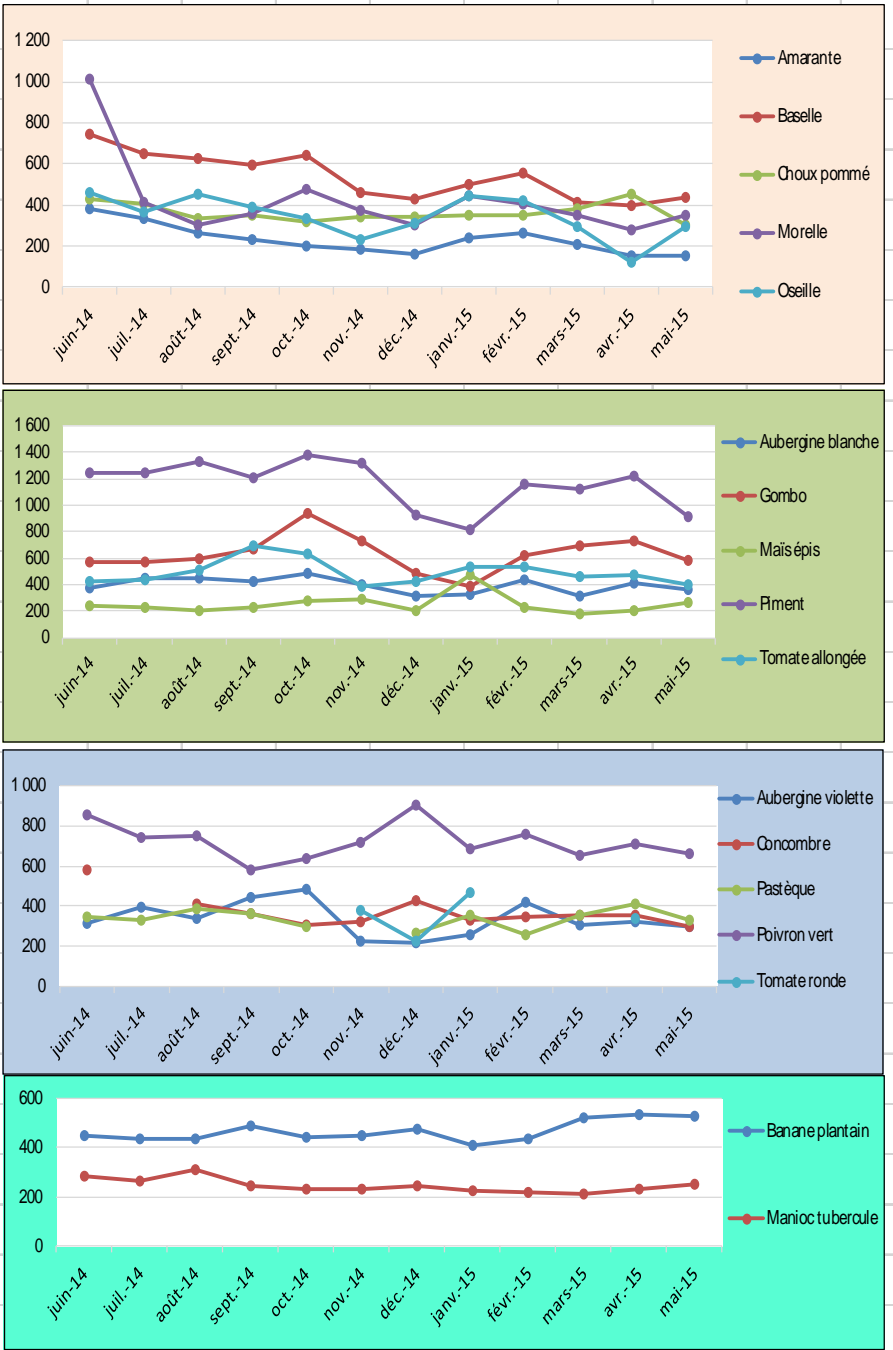 1 200
1 000
800
600
400
200
0
juin-14
juil.-14
août-14
sept.-14
oct.-14
nov.-14
déc.-14
janv.-15
févr.-15
mars-15
avr.-15
mai-15
Amarante
Baselle
Choux pommé
Morelle
Oseille
1 600
1 400
1 200
1 000
800
600
400
200
0
juin-14
juil.-14
août-14
sept.-14
oct.-14
nov.-14
déc.-14
janv.-15
févr.-15
mars-15
avr.-15
mai-15
Aubergine blanche
Gombo
Maïs épis
Piment
Tomate allongée
1 000
800
600
400
200
0
juin-14
juil.-14
août-14
sept.-14
oct.-14
nov.-14
déc.-14
janv.-15
févr.-15
mars-15
avr.-15
mai-15
Aubergine violette
Concombre
Pastèque
Poivron vert
Tomate ronde
600
400
200
0
juin-14
juil.-14
août-14
sept.-14
oct.-14
nov.-14
déc.-14
janv.-15
févr.-15
mars-15
avr.-15
mai-15
Banane plantain
Manioc tubercule